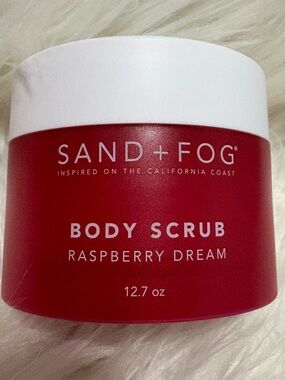 SAND + FOG®
INSPIRED ON THE CALIFORNIA COAST
BODY SCRUB
RASPBERRY DREAM
12.7 oz